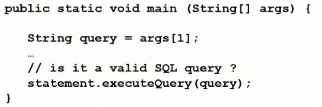 public static void main (String[] args) {
String query = args[1];
…
// is it a valid SQL query ?
statement.executeQuery(query);
}